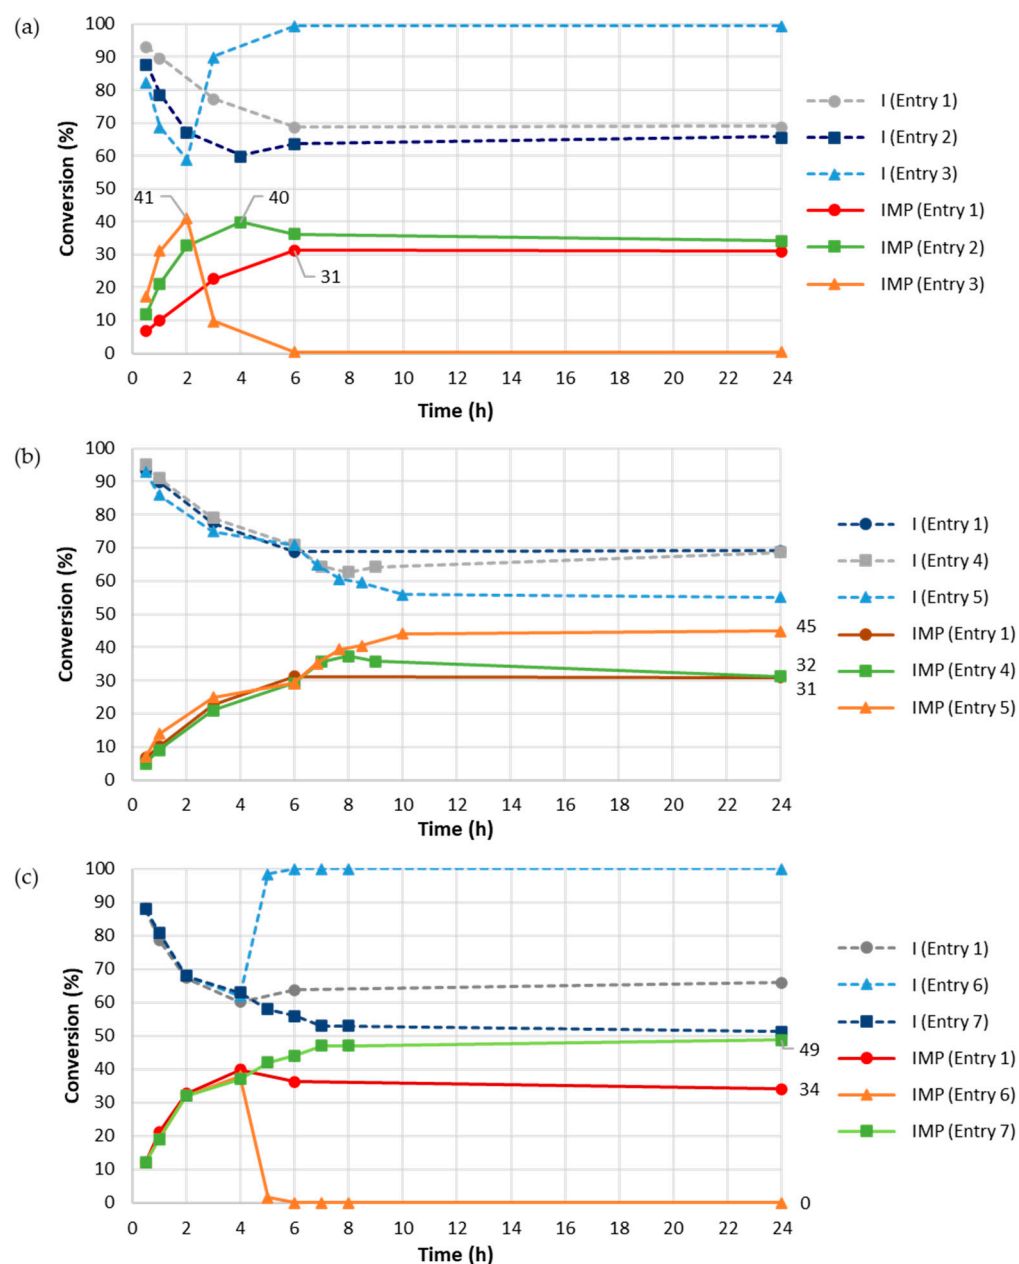 (a)
100
90
80
70
60
50
40
30
20
10
0
Conversion (%)
41
40
31
0 2 4 6 8 10 12 14 16 18 20 22 24
Time (h)
I (Entry 1)
I (Entry 2)
I (Entry 3)
IMP (Entry 1)
IMP (Entry 2)
IMP (Entry 3)
(b)
100
90
80
70
60
50
40
30
20
10
0
Conversion (%)
45
32
31
0 2 4 6 8 10 12 14 16 18 20 22 24
Time (h)
I (Entry 1)
I (Entry 4)
I (Entry 5)
IMP (Entry 1)
IMP (Entry 4)
IMP (Entry 5)
(c)
100
90
80
70
60
50
40
30
20
10
0
Conversion (%)
49
34
0
0 2 4 6 8 10 12 14 16 18 20 22 24
Time (h)
I (Entry 1)
I (Entry 6)
I (Entry 7)
IMP (Entry 1)
IMP (Entry 6)
IMP (Entry 7)